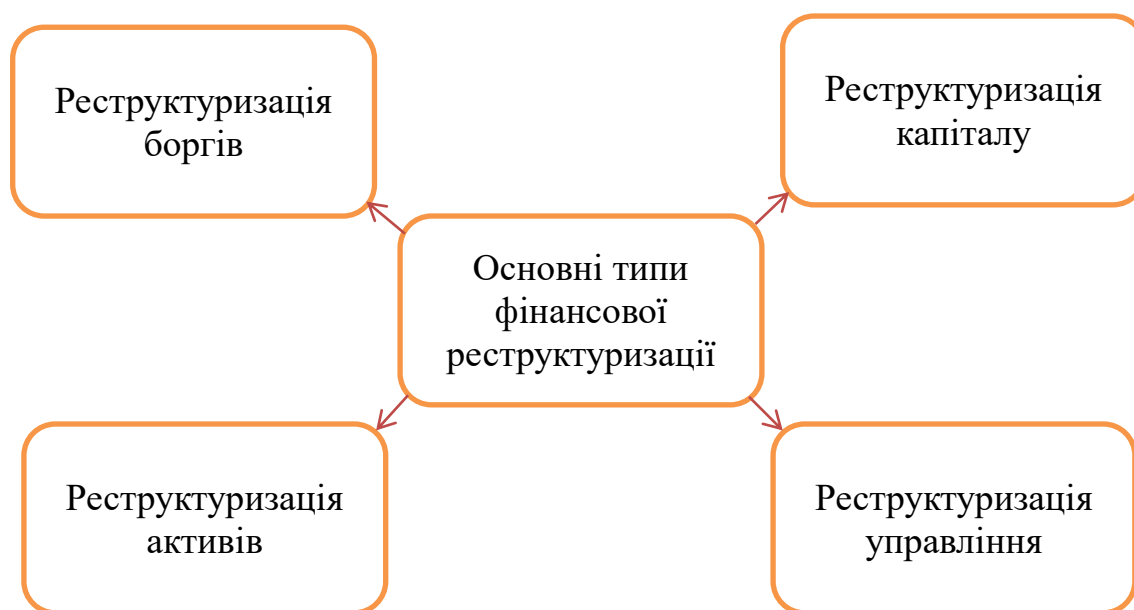 Реструктуризація
боргів
Реструктуризація
капіталу
Основні типи
фінансової
реструктуризації
Реструктуризація
активів
Реструктуризація
управління